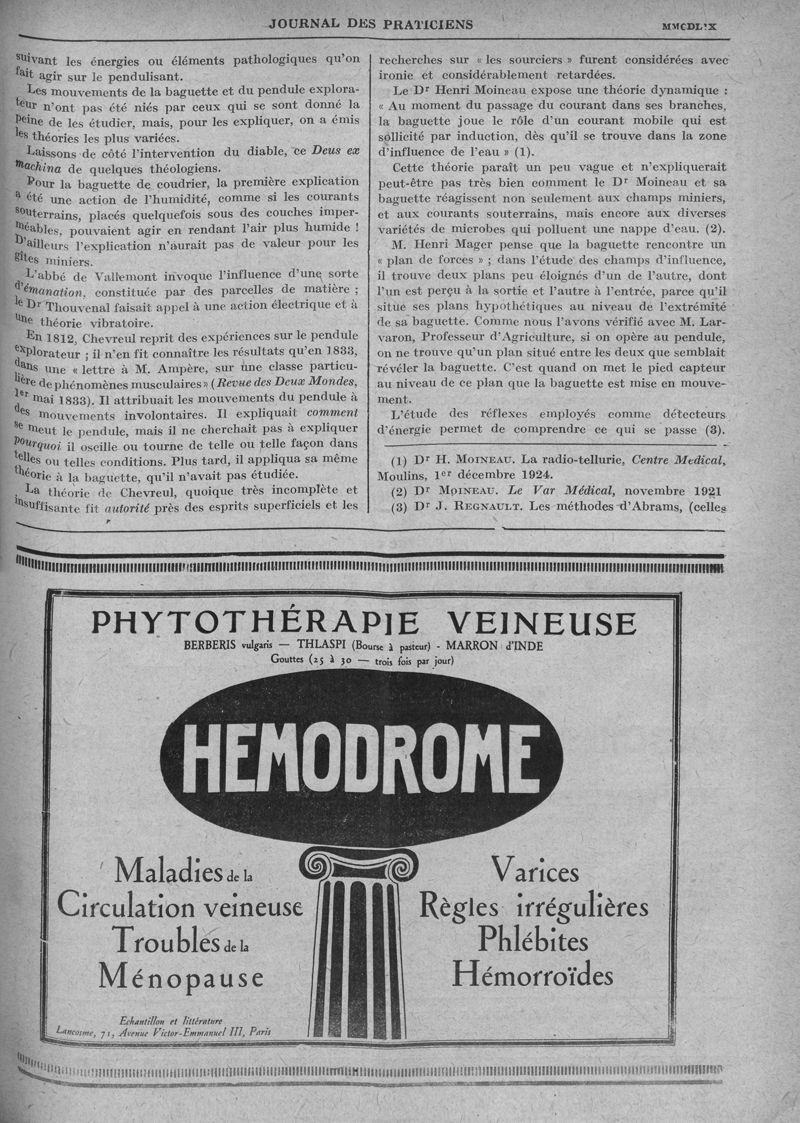 JOURNAL DES PRATICIENS
suivant les énergies ou éléments pathologiques qu'on
fait agir sur le pendulisant.
Les mouvements de la baguette et du pendule explora-
teur n'ont pas été niés par ceux qui se sont donné la
peine de les étudier, mais, pour les expliquer, on a émis
les théories les plus variées.
Laissons de côté l'intervention du diable, ce Deus ex
machina de quelques théologiens.
Pour la baguette de coudrier, la première explication
a été une action de l'humidité, comme si les courants
souterrains, placés quelquefois sous des couches imper-
méables, pouvaient agir en rendant l'air plus humide !
D'ailleurs l'explication n'aurait pas de valeur pour les
gîtes miniers.
L'abbé de Vallemont invoque l'influence d'une sorte
d'émanation, constituée par des parcelles de matière ;
le Dr Thouvenal faisait appel à une action électrique et à
une théorie vibratoire.
En 1812, Chevreul reprit des expériences sur le pendule
explorateur ; il n'en fit connaître les résultats qu'en 1833,
dans une « lettre à M. Ampère, sur une classe particu-
lière de phénomènes musculaires » (Revue des Deux Mondes,
1er mai 1833). Il attribuait les mouvements du pendule à
des mouvements involontaires. Il expliquait comment
se meut le pendule, mais il ne cherchait pas à expliquer
pourquoi il oscille ou tourne de telle ou telle façon dans
telles ou telles conditions. Plus tard, il appliqua sa même
théorie à la baguette, qu'il n'avait pas étudiée.
La théorie de Chevreul, quoique très incomplète et
insuffisante fit autorité près des esprits superficiels et les
recherches sur « les sourciers » furent considérées avec
ironie et considérablement retardées.
Le Dr Henri Moineau expose une théorie dynamique :
« Au moment du passage du courant dans ses branches,
la baguette joue le rôle d'un courant mobile qui est
sollicité par induction, dès qu'il se trouve dans la zone
d'influence de l'eau » (1).
Cette théorie paraît un peu vague et n'expliquerait
peut-être pas très bien comment le Dr Moineau et sa
baguette réagissent non seulement aux champs miniers,
et aux courants souterrains, mais encore aux diverses
variétés de microbes qui polluent une nappe d'eau. (2).
M. Henri Mager pense que la baguette rencontre un
« plan de forces » ; dans l'étude des champs d'influence,
il trouve deux plans peu éloignés d'un de l'autre, dont
l'un est perçu à la sortie et l'autre à l'entrée, parce qu'il
situe ses plans hypothétiques au niveau de l'extrémité
de sa baguette. Comme nous l'avons vérifié avec M. Lar-
varon, Professeur d'Agriculture, si on opère au pendule,
on ne trouve qu'un plan situé entre les deux que semblait
révéler la baguette. C'est quand on met le pied capteur
au niveau de ce plan que la baguette est mise en mouve-
ment.
L'étude des réflexes employés comme détecteurs
d'énergie permet de comprendre ce qui se passe (3).
(1) Dr H. MOINEAU. La radio-tellurie, Centre Medical,
Moulins, 1er décembre 1924.
(2) Dr MOINEAU. Le Var Médical, novembre 1921
(3) Dr J. REGNAULT. Les méthodes d'Abrams, (celles
PHYTOTHÉRAPIE VEINEUSE
BERBERIS vulgaris — THLASPI (Bourse à pasteur) - MARRON d'INDE
Gouttes (25 à 30 — trois fois par jour)
HEMODROME
Maladies de la
Circulation veineuse
Troubles de la
Ménopause
Varices
Règles irrégulières
Phlébites
Hémorroïdes
Echantillon et littérature
Lancosme, 71, Avenue Victor-Emmanuel III, Paris